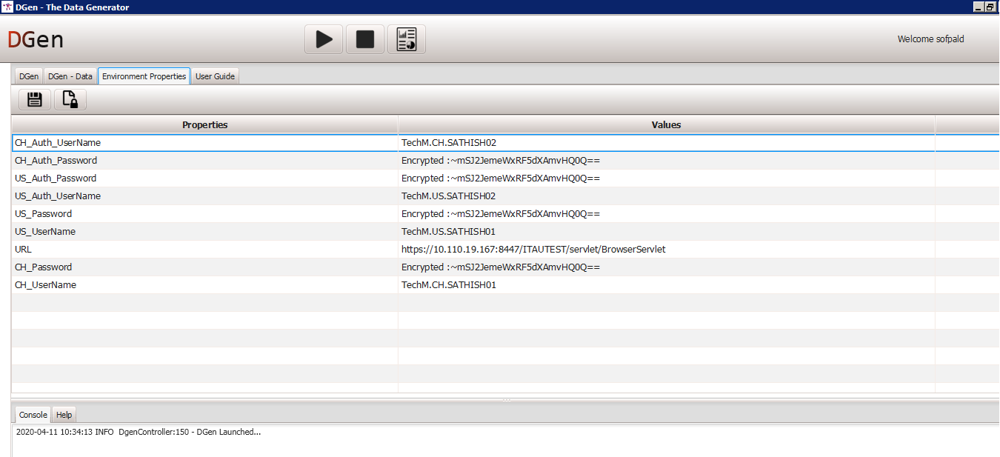 DGen - The Data Generator
DGen
Welcome sofpald
DGen DGen - Data Environment Properties User Guide
Properties Values
CH_Auth_UserName TechM.CH.SATHISH02
CH_Auth_Password Encrypted :~mSJ2JemeWxRF5dXAmvHQ0Q==
US_Auth_Password Encrypted :~mSJ2JemeWxRF5dXAmvHQ0Q==
US_Auth_UserName TechM.US.SATHISH02
US_Password Encrypted :~mSJ2JemeWxRF5dXAmvHQ0Q==
US_UserName TechM.US.SATHISH01
URL https://10.110.19.167:8447/ITAUTEST/servlet/BrowserServlet
CH_Password Encrypted :~mSJ2JemeWxRF5dXAmvHQ0Q==
CH_UserName TechM.CH.SATHISH01
Console Help
2020-04-11 10:34:13 INFO DgenController:150 - DGen Launched...